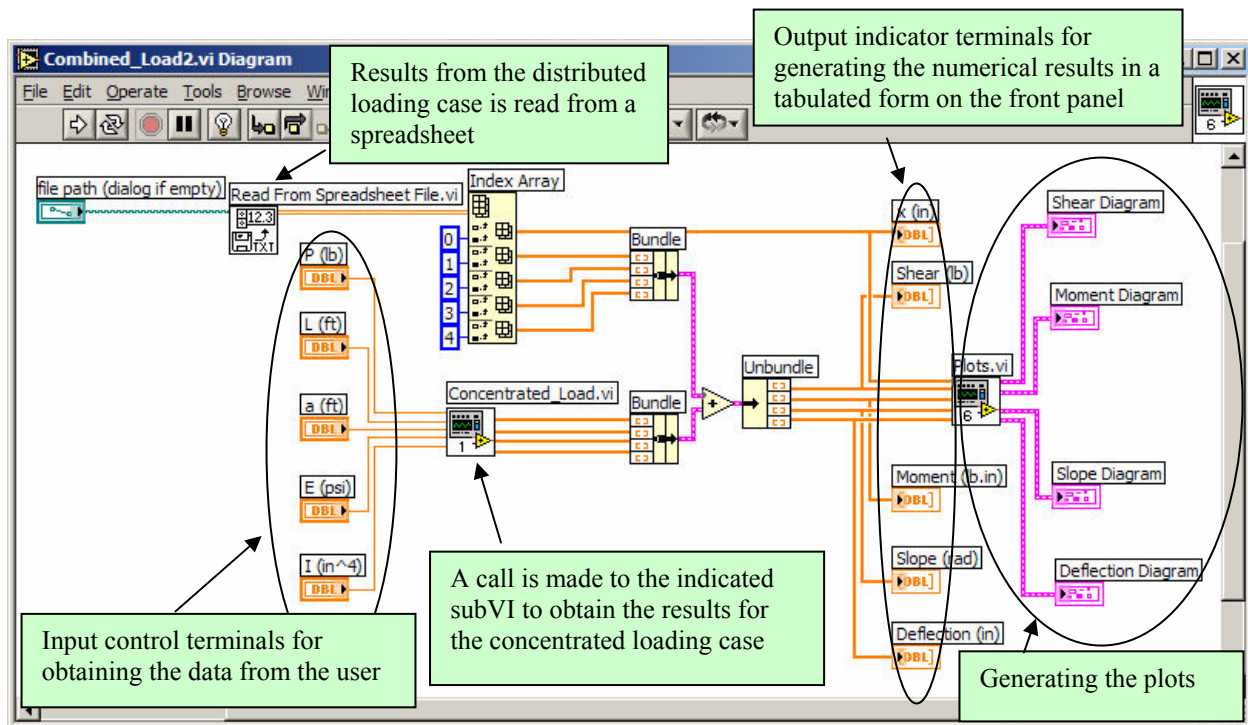 Combined_Load2.vi Diagram
File Edit Operate Tools Browse
Results from the distributed
loading case is read from a
spreadsheet
Output indicator terminals for
generating the numerical results in a
tabulated form on the front panel
6
file path (dialog if empty)
Read From Spreadsheet File.vi
12.3
TXT
Index Array
0
1
2
3
4
Bundle
P (lb)
DBL
L (ft)
DBL
a (ft)
DBL
E (psi)
DBL
I (in^4)
DBL
Concentrated_Load.vi
1
Bundle
Unbundle
x (in)
DBL
Shear (lb)
DBL
Plots.vi
6
Moment (lb.in)
DBL
Slope (rad)
DBL
Deflection (in)
DBL
Shear Diagram
Moment Diagram
Slope Diagram
Deflection Diagram
Input control terminals for
obtaining the data from the user
A call is made to the indicated
subVI to obtain the results for
the concentrated loading case
Generating the plots